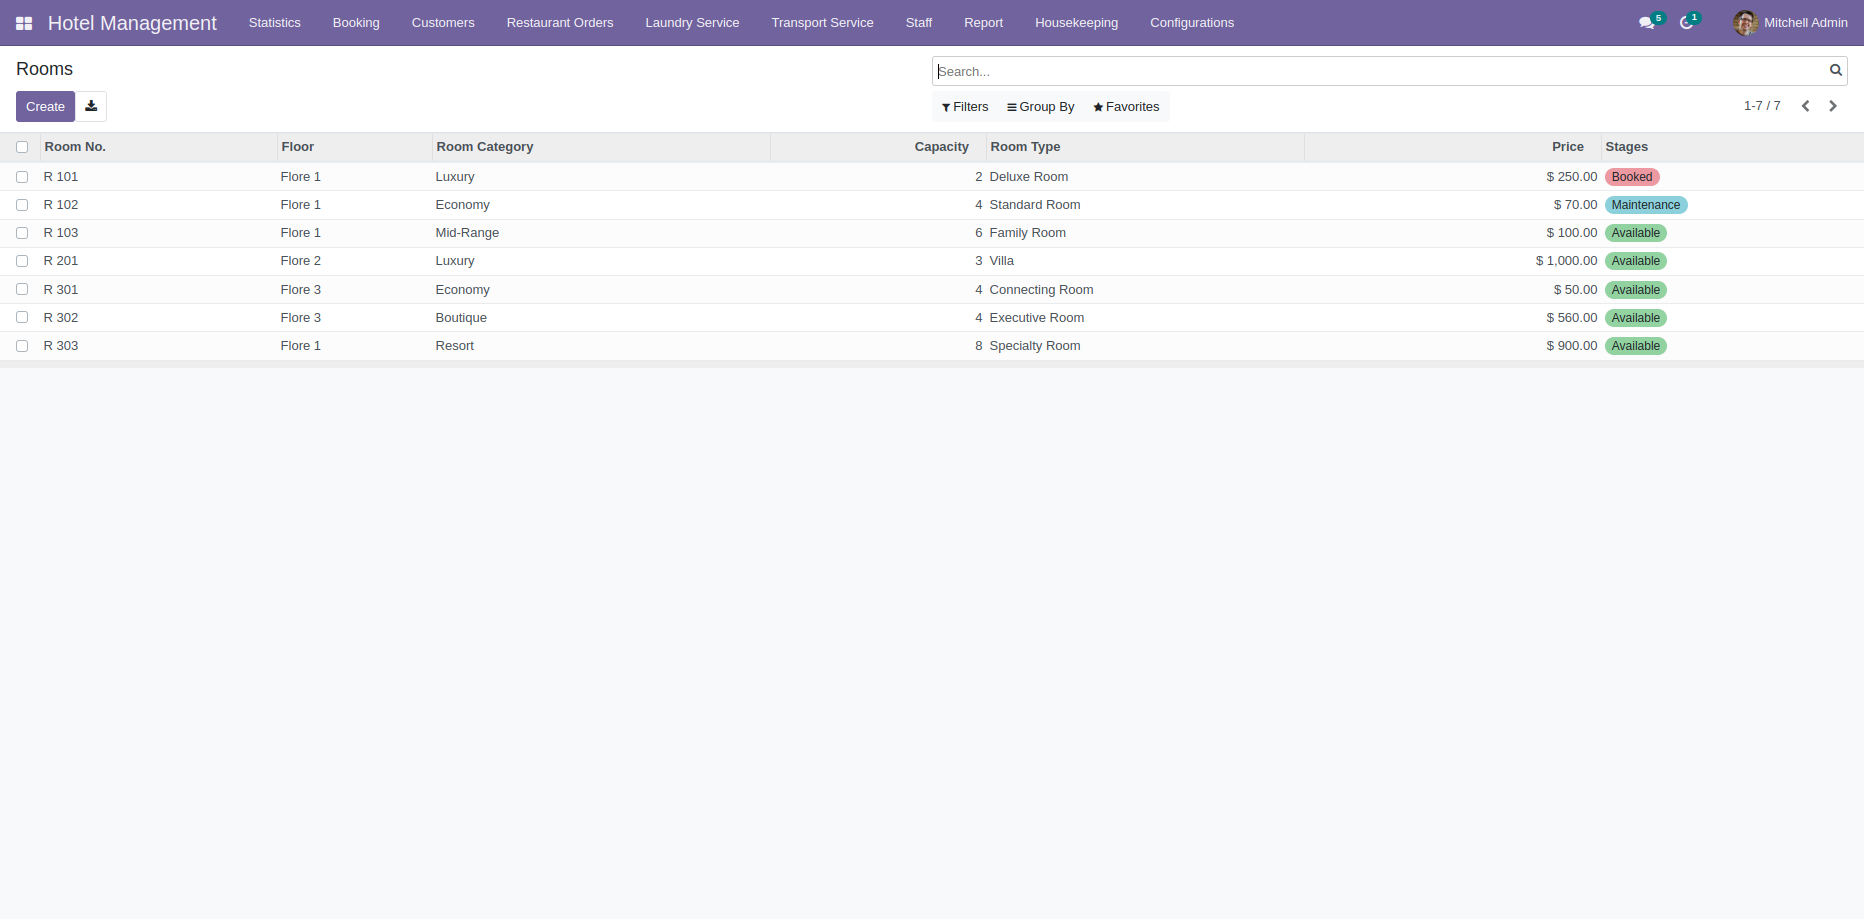 Hotel Management Statistics Booking Customers Restaurant Orders Laundry Service Transport Service Staff Report Housekeeping Configurations 5 1 Mitchell Admin
Rooms Search...
Create Filters Group By Favorites 1-7 / 7
Room No. Floor Room Category Capacity Room Type Price Stages
R 101 Flore 1 Luxury 2 Deluxe Room $ 250.00 Booked
R 102 Flore 1 Economy 4 Standard Room $ 70.00 Maintenance
R 103 Flore 1 Mid-Range 6 Family Room $ 100.00 Available
R 201 Flore 2 Luxury 3 Villa $ 1,000.00 Available
R 301 Flore 3 Economy 4 Connecting Room $ 50.00 Available
R 302 Flore 3 Boutique 4 Executive Room $ 560.00 Available
R 303 Flore 1 Resort 8 Specialty Room $ 900.00 Available